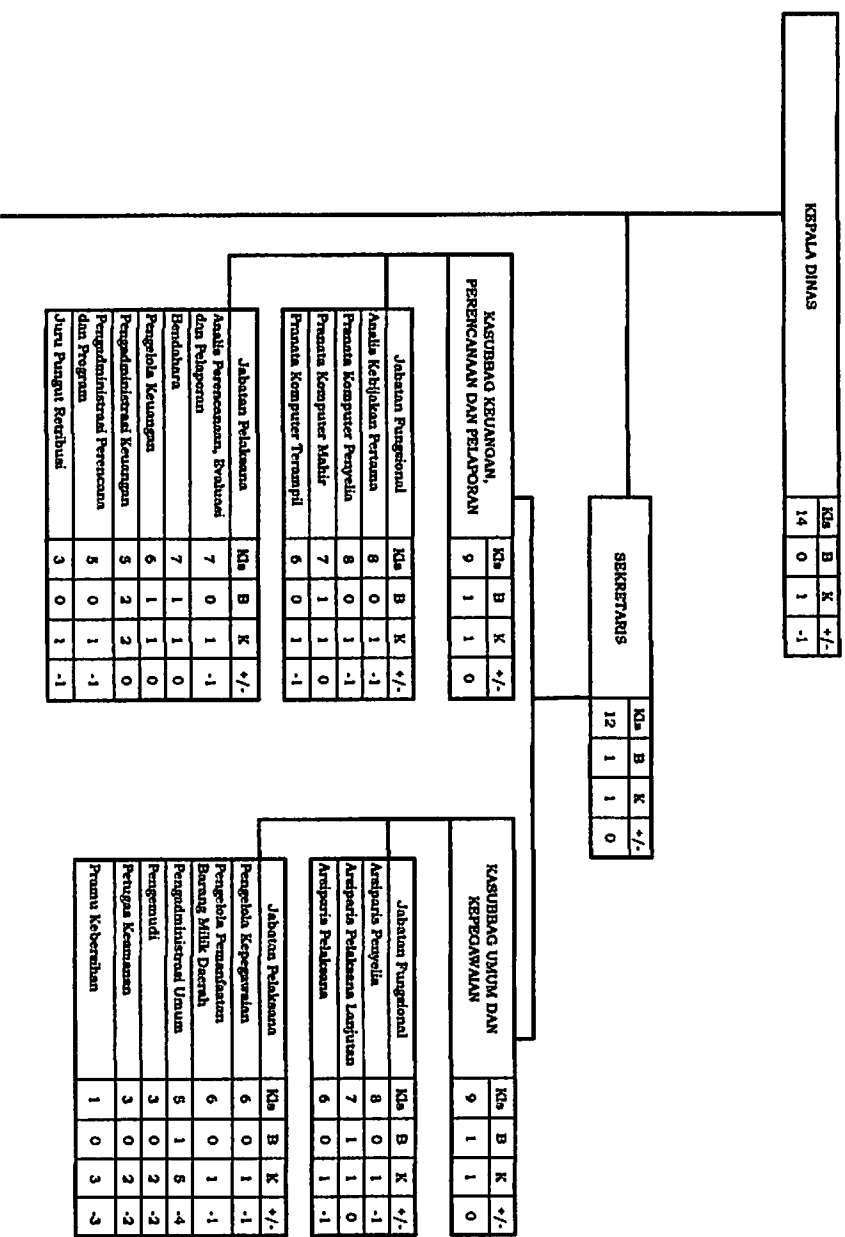 KEPALA DINAS
Kls B K +/-
14 0 1 -1
SEKRETARIS
Kls B K +/-
12 1 1 0
KASUBBAG KEUANGAN,
PERENCANAAN DAN PELAPORAN
Kls B K +/-
9 1 1 0
Jabatan Fungsional Kls B K +/-
Analis Kebijakan Pertama 8 0 1 -1
Pranata Komputer Penyelia 8 0 1 -1
Pranata Komputer Mahir 7 1 1 0
Pranata Komputer Terampil 6 0 1 -1
Jabatan Pelaksana Kls B K +/-
Analis Perencanaan, Evaluasi
dan Pelaporan 7 0 1 -1
Bendahara 7 1 1 0
Pengelola Keuangan 6 1 1 0
Pengadministrasi Keuangan 5 2 2 0
Pengadministrasi Perencana
dan Program 5 0 1 -1
Juru Pungut Retribusi 3 0 1 -1
KASUBBAG UMUM DAN
KEPEGAWAIAN
Kls B K +/-
9 1 1 0
Jabatan Fungsional Kls B K +/-
Arsiparis Penyelia 8 0 1 -1
Arsiparis Pelaksana Lanjutan 7 1 1 0
Arsiparis Pelaksana 6 0 1 -1
Jabatan Pelaksana Kls B K +/-
Pengelola Kepegawaian 6 0 1 -1
Pengelola Pemanfaatan
Barang Milik Daerah 6 0 1 -1
Pengadministrasi Umum 5 1 5 -4
Pengemudi 3 0 2 -2
Petugas Keamanan 3 0 2 -2
Pramu Kebersihan 1 0 3 -3